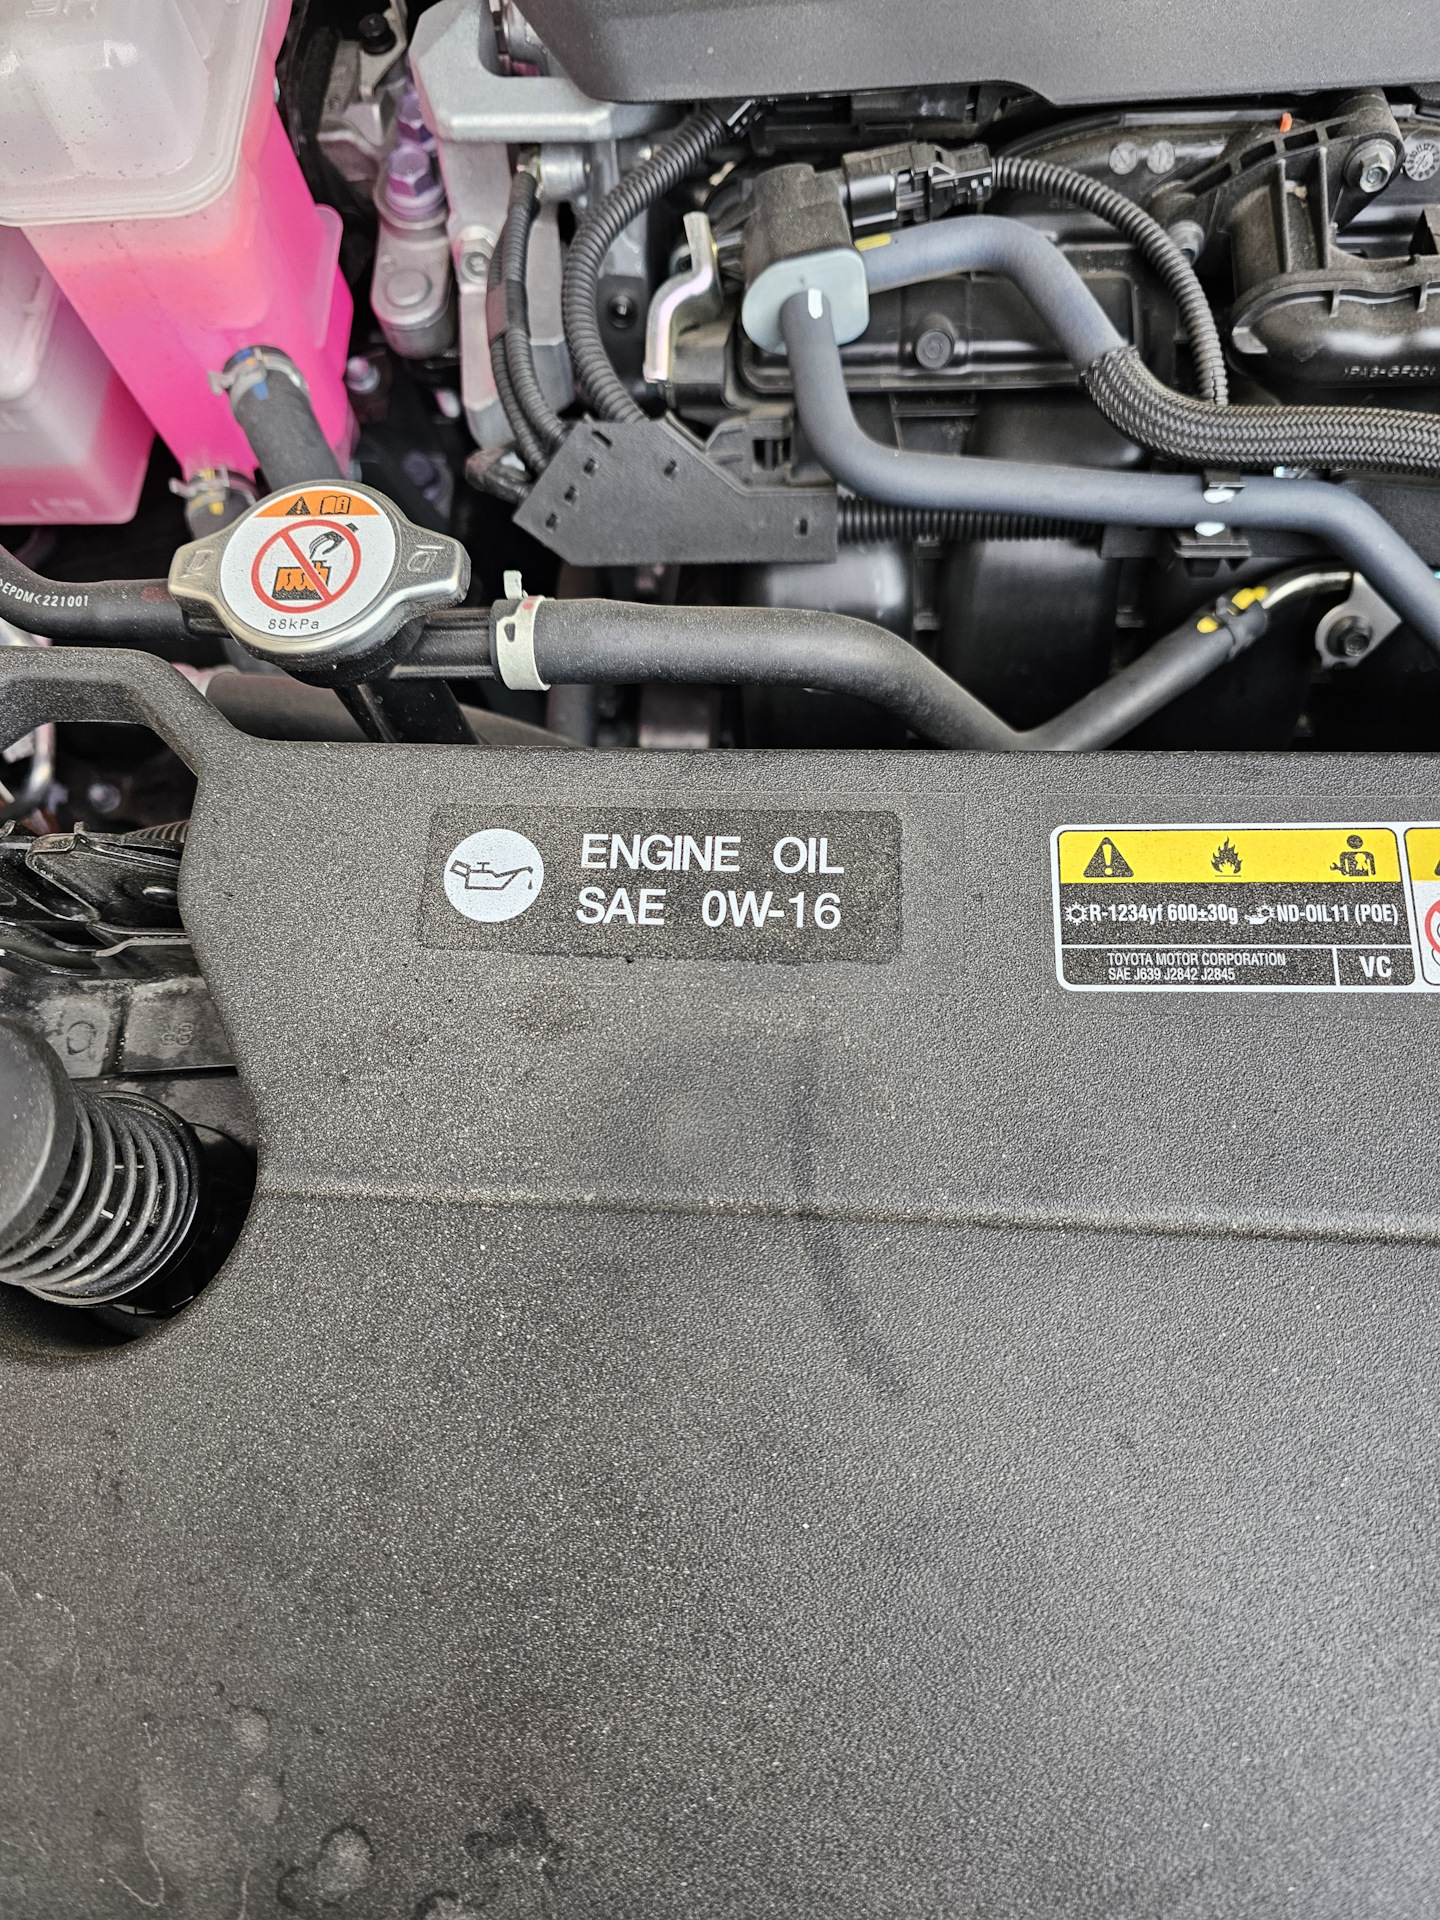 >EPDM<221001
88kPa
ENGINE OIL
SAE 0W-16
R-1234yf 600±30g ND-OIL11 (POE)
TOYOTA MOTOR CORPORATION
SAE J639 J2842 J2845
VC